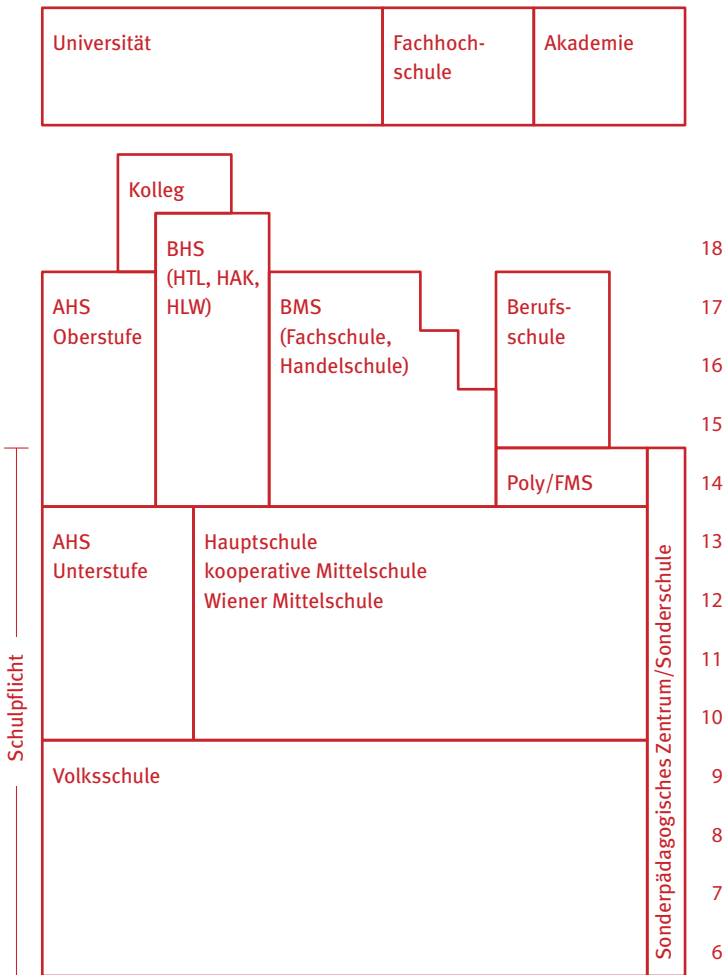 Universität
Fachhoch-
schule
Akademie
Kolleg
BHS
(HTL, HAK,
HLW)
18
AHS
Oberstufe
BMS
(Fachschule,
Handelschule)
Berufs-
schule
17
16
15
Poly/FMS
14
AHS
Unterstufe
Hauptschule
kooperative Mittelschule
Wiener Mittelschule
13
12
11
10
Volksschule
9
8
7
6
Schulpflicht
Sonderpädagogisches Zentrum/Sonderschule